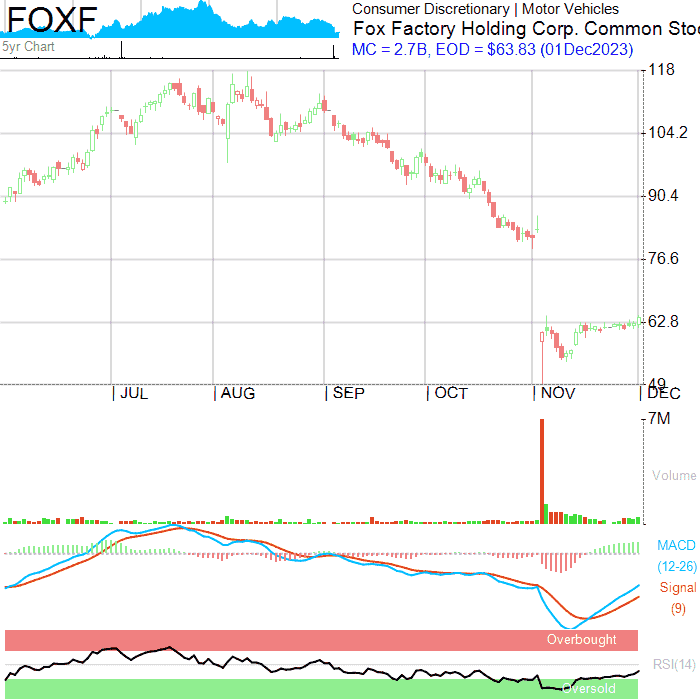 FOXF
5yr Chart
Consumer Discretionary | Motor Vehicles
Fox Factory Holding Corp. Common Stoc
MC = 2.7B, EOD = $63.83 (01Dec2023)
118
104.2
90.4
76.6
62.8
49
JUL
AUG
SEP
OCT
NOV
DEC
7M
Volume
MACD
(12-26)
Signal
(9)
Overbought
RSI(14)
Oversold